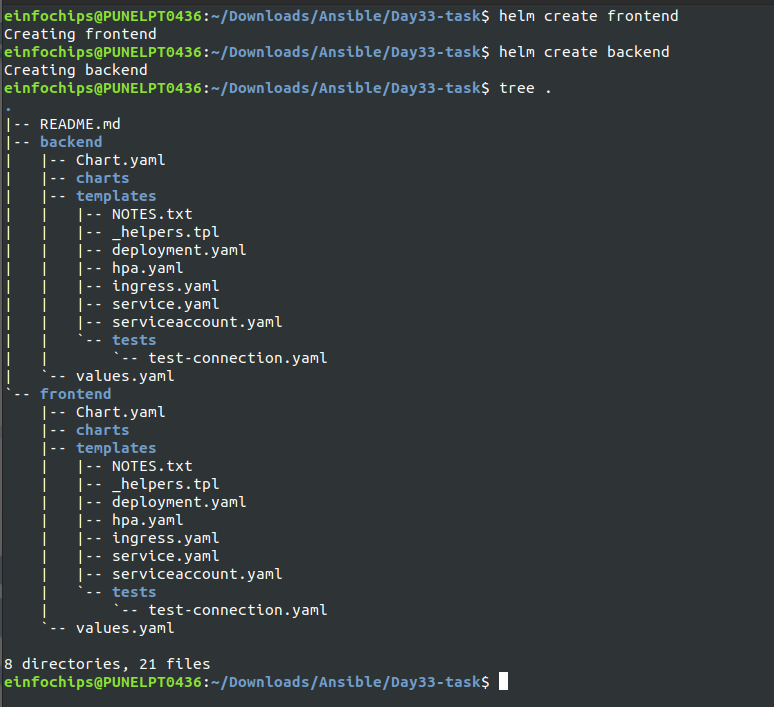 einfochips@PUNELPT0436:~/Downloads/Ansible/Day33-task$ helm create frontend
Creating frontend
einfochips@PUNELPT0436:~/Downloads/Ansible/Day33-task$ helm create backend
Creating backend
einfochips@PUNELPT0436:~/Downloads/Ansible/Day33-task$ tree .
.
|-- README.md
|-- backend
|   |-- Chart.yaml
|   |-- charts
|   |-- templates
|   |   |-- NOTES.txt
|   |   |-- _helpers.tpl
|   |   |-- deployment.yaml
|   |   |-- hpa.yaml
|   |   |-- ingress.yaml
|   |   |-- service.yaml
|   |   |-- serviceaccount.yaml
|   |   `-- tests
|   |       `-- test-connection.yaml
|   `-- values.yaml
`-- frontend
    |-- Chart.yaml
    |-- charts
    |-- templates
    |   |-- NOTES.txt
    |   |-- _helpers.tpl
    |   |-- deployment.yaml
    |   |-- hpa.yaml
    |   |-- ingress.yaml
    |   |-- service.yaml
    |   |-- serviceaccount.yaml
    |   `-- tests
    |       `-- test-connection.yaml
    `-- values.yaml

8 directories, 21 files
einfochips@PUNELPT0436:~/Downloads/Ansible/Day33-task$